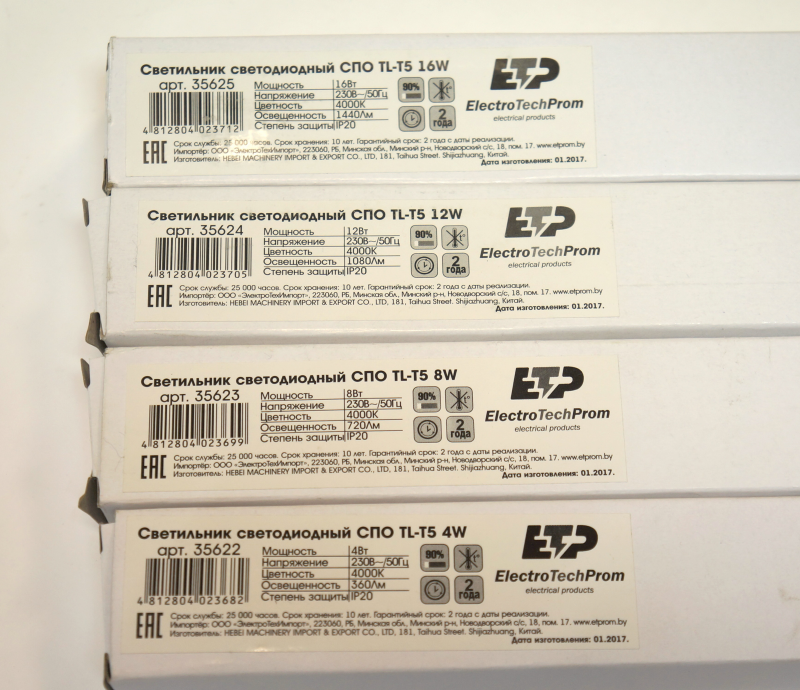 Светильник светодиодный СПО TL-T5 16W
арт. 35625
Мощность 16Вт
Напряжение 230В~/50Гц
Цветность 4000К
Освещенность 1440Лм
Степень защиты IP20
4 812804 023712
90%
2 года
ETP
ElectroTechProm
electrical products
EAC
Срок службы: 25 000 часов. Срок хранения: 10 лет. Гарантийный срок: 2 года с даты реализации.
Импортёр: ООО «ЭлектроТехИмпорт», 223060, РБ, Минская обл., Минский р-н, Новодворский с/с, 18, пом. 17. www.etprom.by
Изготовитель: HEBEI MACHINERY IMPORT & EXPORT CO., LTD, 181, Taihua Street. Shijiazhuang, Китай.
Дата изготовления: 01.2017.
Светильник светодиодный СПО TL-T5 12W
арт. 35624
Мощность 12Вт
Напряжение 230В~/50Гц
Цветность 4000К
Освещенность 1080Лм
Степень защиты IP20
4 812804 023705
90%
2 года
ETP
ElectroTechProm
electrical products
EAC
Срок службы: 25 000 часов. Срок хранения: 10 лет. Гарантийный срок: 2 года с даты реализации.
Импортёр: ООО «ЭлектроТехИмпорт», 223060, РБ, Минская обл., Минский р-н, Новодворский с/с, 18, пом. 17. www.etprom.by
Изготовитель: HEBEI MACHINERY IMPORT & EXPORT CO., LTD, 181, Taihua Street. Shijiazhuang, Китай.
Дата изготовления: 01.2017.
Светильник светодиодный СПО TL-T5 8W
арт. 35623
Мощность 8Вт
Напряжение 230В~/50Гц
Цветность 4000К
Освещенность 720Лм
Степень защиты IP20
4 812804 023699
90%
2 года
ETP
ElectroTechProm
electrical products
EAC
Срок службы: 25 000 часов. Срок хранения: 10 лет. Гарантийный срок: 2 года с даты реализации.
Импортёр: ООО «ЭлектроТехИмпорт», 223060, РБ, Минская обл., Минский р-н, Новодворский с/с, 18, пом. 17. www.etprom.by
Изготовитель: HEBEI MACHINERY IMPORT & EXPORT CO., LTD, 181, Taihua Street. Shijiazhuang, Китай.
Дата изготовления: 01.2017.
Светильник светодиодный СПО TL-T5 4W
арт. 35622
Мощность 4Вт
Напряжение 230В~/50Гц
Цветность 4000К
Освещенность 360Лм
Степень защиты IP20
4 812804 023682
90%
2 года
ETP
ElectroTechProm
electrical products
EAC
Срок службы: 25 000 часов. Срок хранения: 10 лет. Гарантийный срок: 2 года с даты реализации.
Импортёр: ООО «ЭлектроТехИмпорт», 223060, РБ, Минская обл., Минский р-н, Новодворский с/с, 18, пом. 17. www.etprom.by
Изготовитель: HEBEI MACHINERY IMPORT & EXPORT CO., LTD, 181, Taihua Street. Shijiazhuang, Китай.
Дата изготовления: 01.2017.